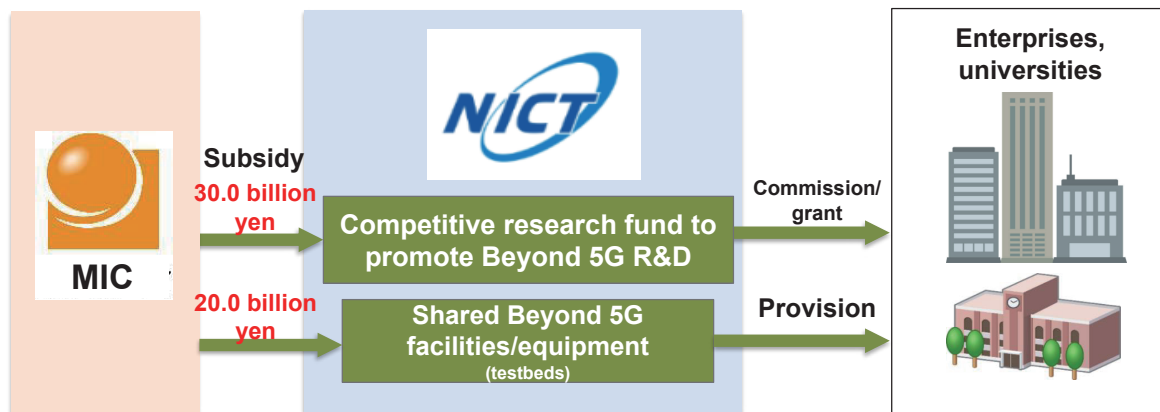 MIC
Subsidy
30.0 billion
yen
20.0 billion
yen
NICT
Competitive research fund to
promote Beyond 5G R&D
Shared Beyond 5G
facilities/equipment
(testbeds)
Commission/
grant
Provision
Enterprises,
universities